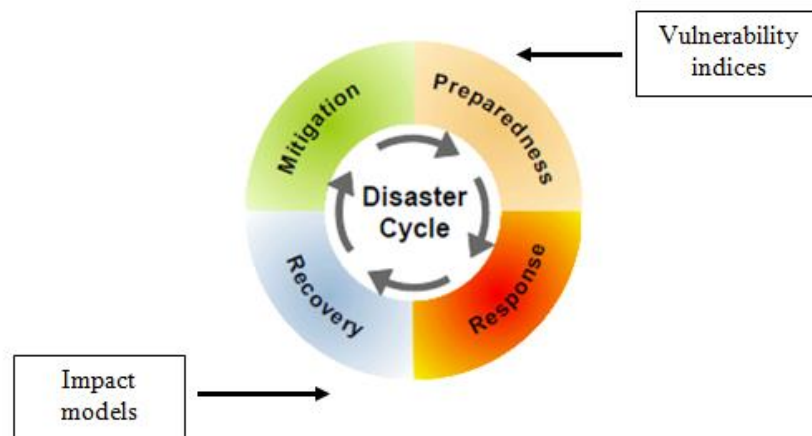 Vulnerability
indices
Mitigation
Preparedness
Disaster
Cycle
Recovery
Response
Impact
models